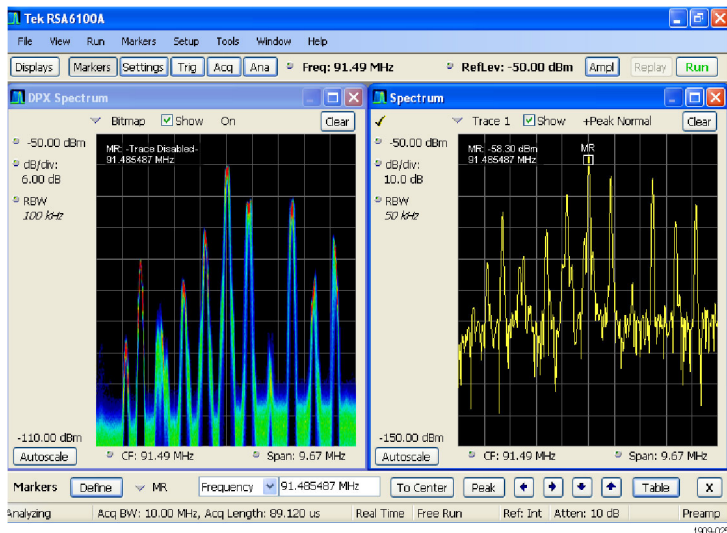 Tek RSA6100A
File View Run Markers Setup Tools Window Help
Displays Markers Settings Trig Acq Ana Freq: 91.49 MHz RefLev: -50.00 dBm Ampl Replay Run
DPX Spectrum
Bitmap Show On Clear
-50.00 dBm
dB/div:
6.00 dB
RBW
100 kHz
MR: -Trace Disabled-
91.485487 MHz
-110.00 dBm
Autoscale CF: 91.49 MHz Span: 9.67 MHz
Spectrum
Trace 1 Show +Peak Normal Clear
-50.00 dBm
dB/div:
10.0 dB
RBW
50 kHz
MR: -58.30 dBm
91.485487 MHz
MR
-150.00 dBm
Autoscale CF: 91.49 MHz Span: 9.67 MHz
Markers Define MR Frequency 91.485487 MHz To Center Peak Table X
Analyzing Acq BW: 10.00 MHz, Acq Length: 89.120 us Real Time Free Run Ref: Int Atten: 10 dB Preamp
1909-025